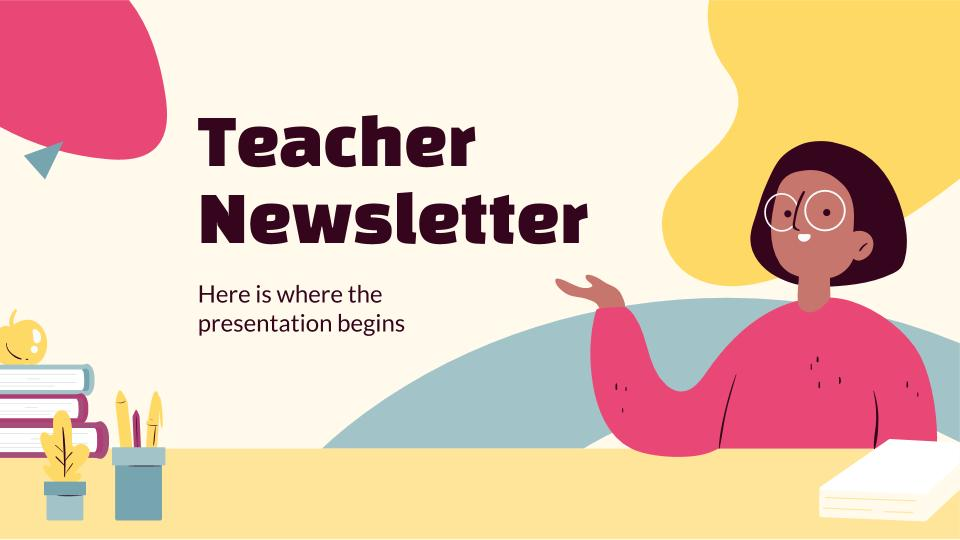 Teacher
Newsletter
Here is where the
presentation begins